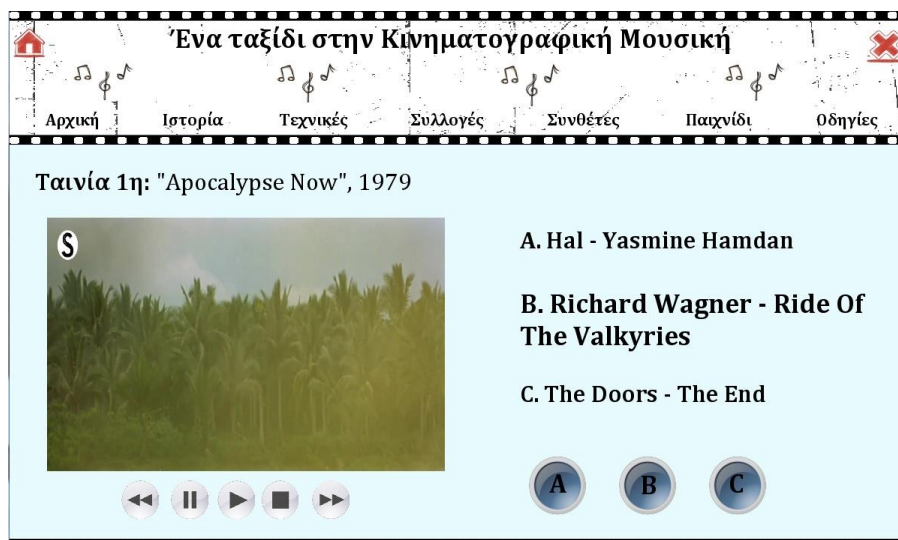 Ένα ταξίδι στην Κινηματογραφική Μουσική
Αρχική Ιστορία Τεχνικές Συλλογές Συνθέτες Παιχνίδι Οδηγίες
Ταινία 1η: "Apocalypse Now", 1979
S
A. Hal - Yasmine Hamdan
B. Richard Wagner - Ride Of
The Valkyries
C. The Doors - The End
A B C